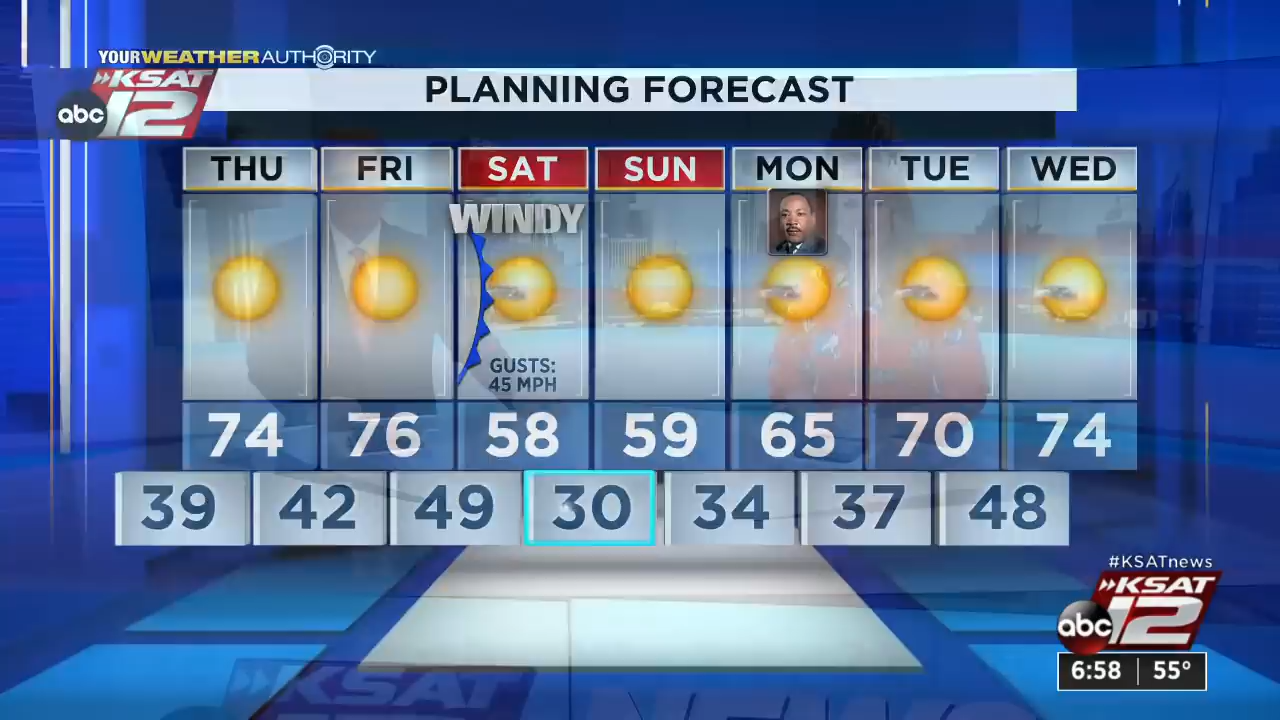 YOURWEATHERAUTHORITY
KSAT
abc 12
PLANNING FORECAST
THU FRI SAT SUN MON TUE WED
WINDY
GUSTS:
45 MPH
74 76 58 59 65 70 74
39 42 49 30 34 37 48
#KSATnews
KSAT
abc 12
6:58 55°
KSAT
NEWS